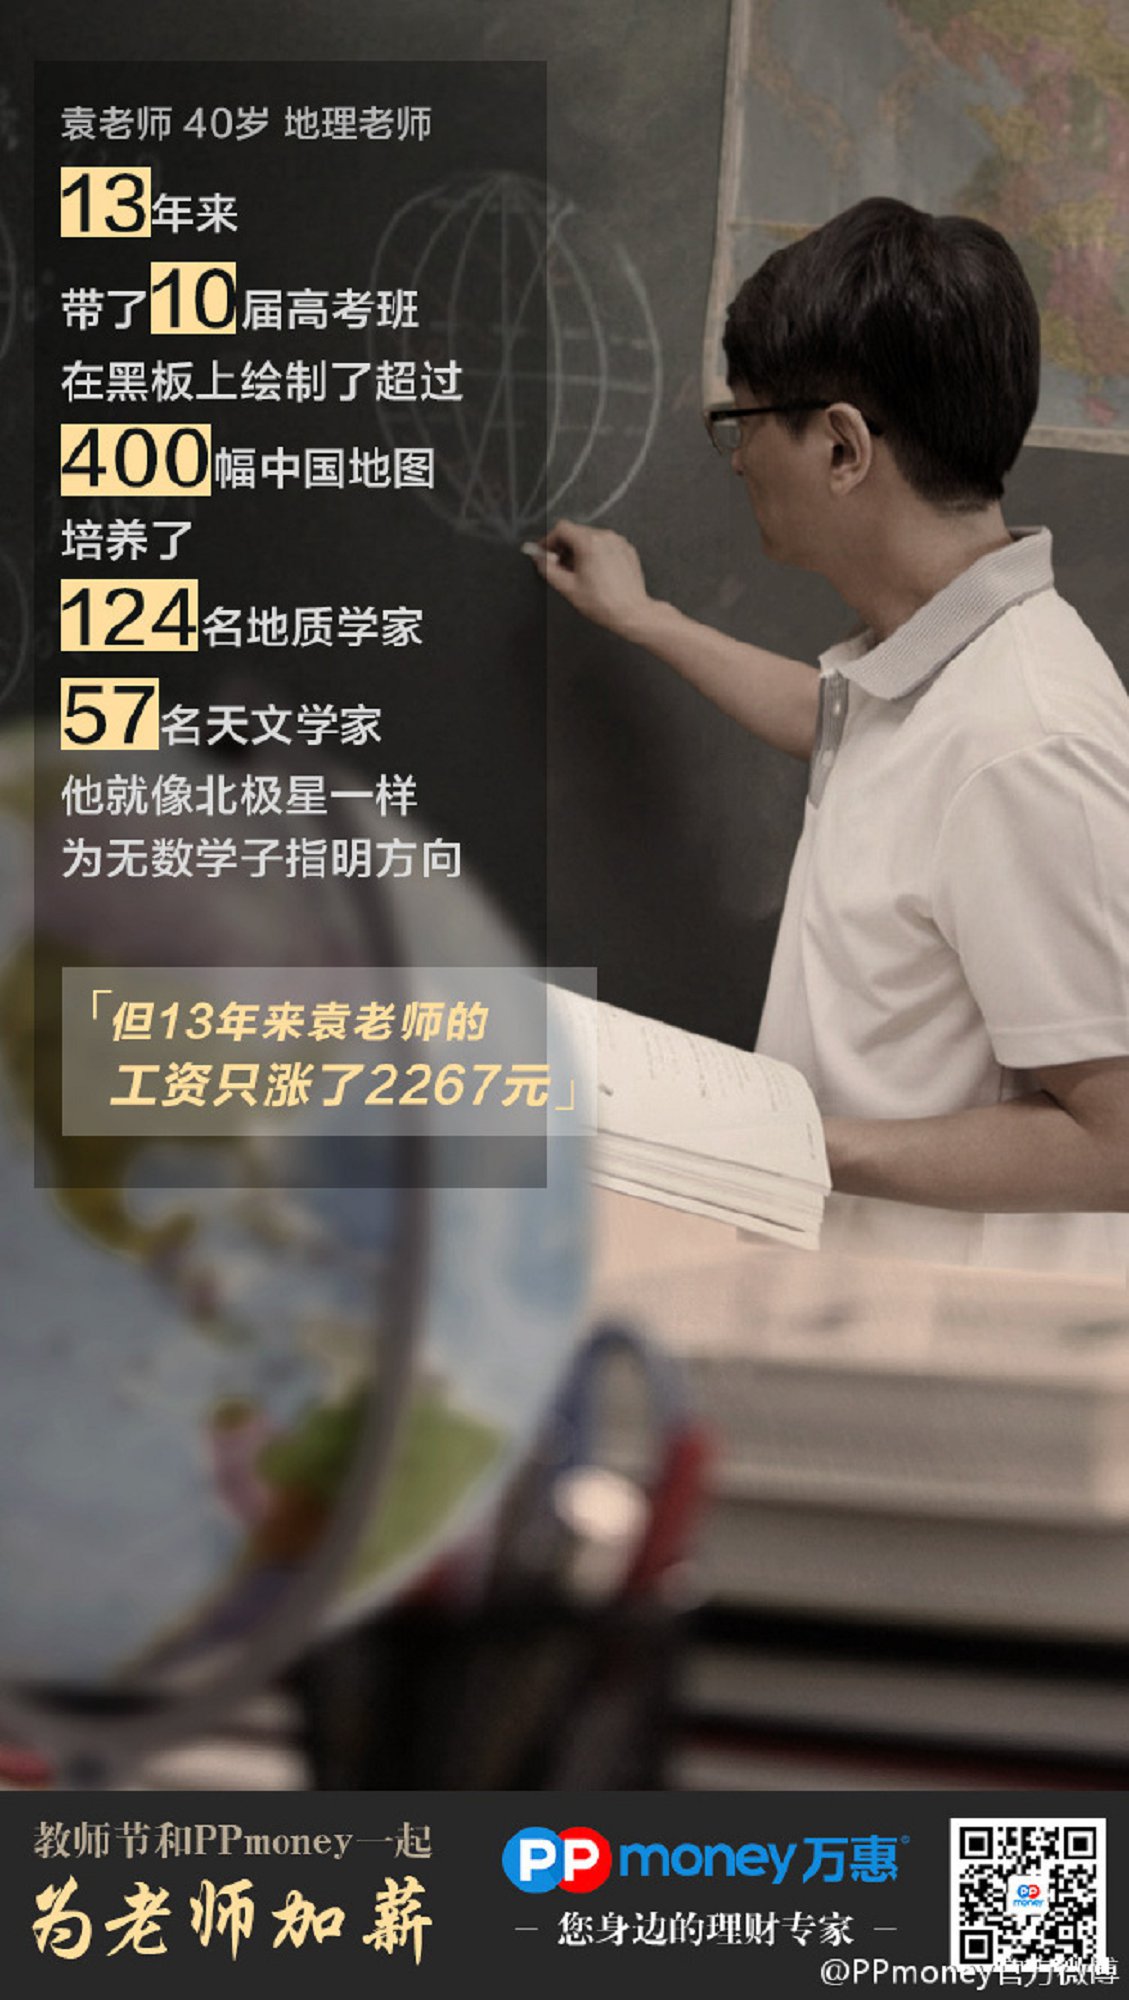 袁老师 40岁 地理老师
13年来
带了10届高考班
在黑板上绘制了超过
400幅中国地图
培养了
124名地质学家
57名天文学家
他就像北极星一样
为无数学子指明方向
「但13年来袁老师的
工资只涨了2267元」
教师节和PPmoney一起
为老师加薪
PPmoney万惠
— 您身边的理财专家 —
PP
money
@PPmoney官方微博